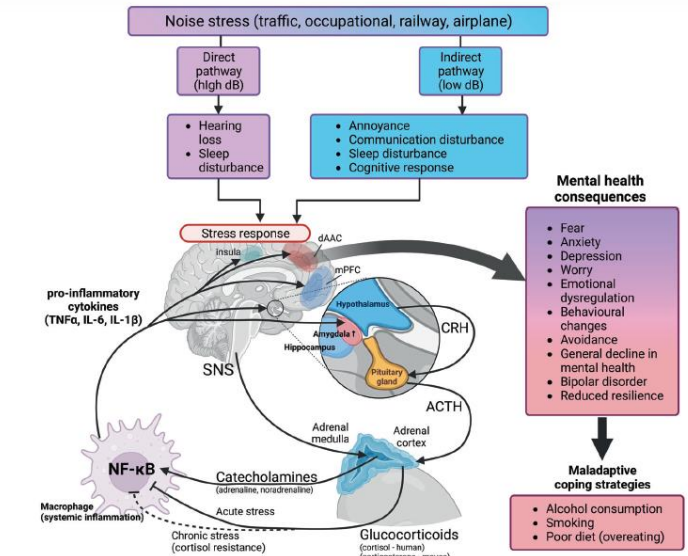 Noise stress (traffic, occupational, railway, airplane)
Direct
pathway
(high dB)
Indirect
pathway
(low dB)
• Hearing
loss
• Sleep
disturbance
• Annoyance
• Communication disturbance
• Sleep disturbance
• Cognitive response
Stress response
insula
dAAC
mPFC
pro-inflammatory
cytokines
(TNFα, IL-6, IL-1β)
Hypothalamus
Amygdala ↑
Hippocampus
Pituitary
gland
CRH
SNS
ACTH
Adrenal
medulla
Adrenal
cortex
NF-κB
Catecholamines
(adrenaline, noradrenaline)
Macrophage
(systemic inflammation)
Acute stress
Chronic stress
(cortisol resistance)
Glucocorticoids
(cortisol - human)
Mental health
consequences
• Fear
• Anxiety
• Depression
• Worry
• Emotional
dysregulation
• Behavioural
changes
• Avoidance
• General decline in
mental health
• Bipolar disorder
• Reduced resilience
Maladaptive
coping strategies
• Alcohol consumption
• Smoking
• Poor diet (overeating)